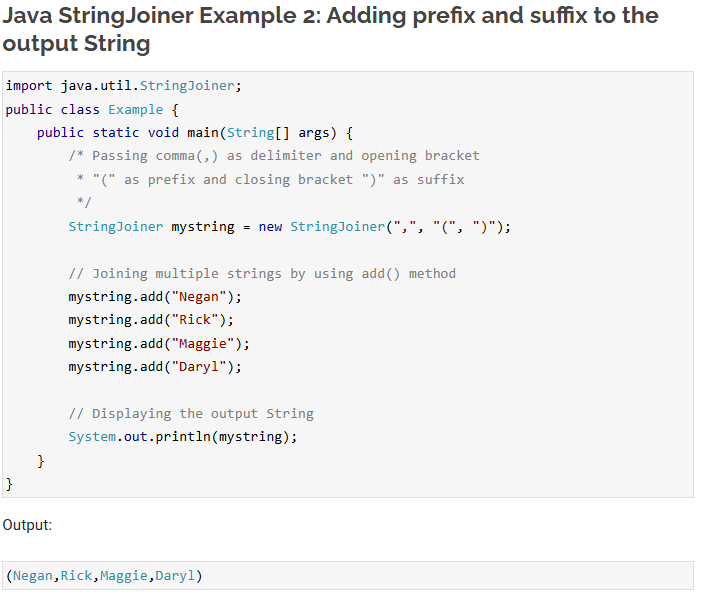 Java StringJoiner Example 2: Adding prefix and suffix to the
output String
import java.util.StringJoiner;
public class Example {
    public static void main(String[] args) {
        /* Passing comma(,) as delimiter and opening bracket
         * "(" as prefix and closing bracket ")" as suffix
         */
        StringJoiner mystring = new StringJoiner(",", "(", ")");

        // Joining multiple strings by using add() method
        mystring.add("Negan");
        mystring.add("Rick");
        mystring.add("Maggie");
        mystring.add("Daryl");

        // Displaying the output String
        System.out.println(mystring);
    }
}
Output:
(Negan,Rick,Maggie,Daryl)